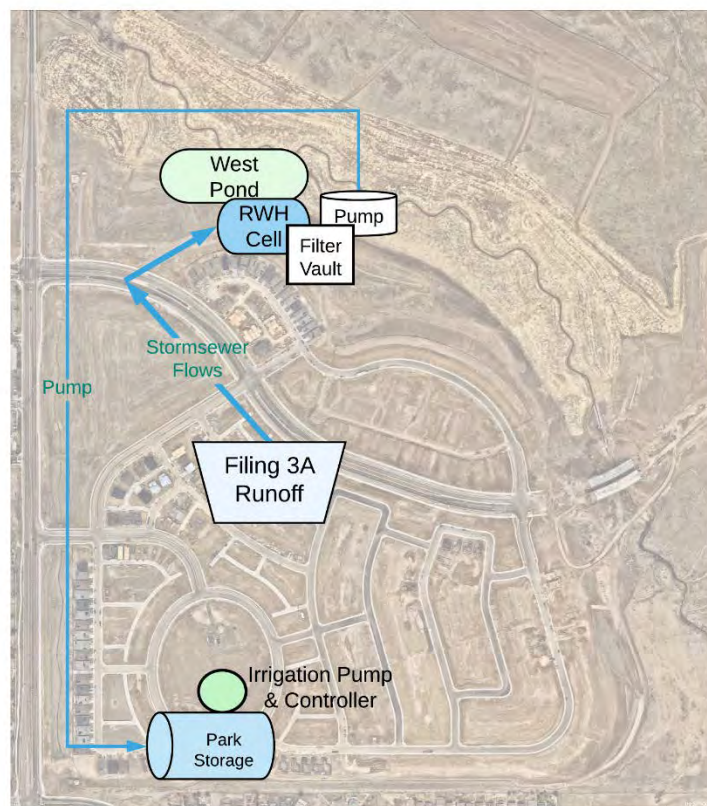 West
Pond
RWH
Cell
Pump
Filter
Vault
Stormsewer
Flows
Pump
Filing 3A
Runoff
Irrigation Pump
& Controller
Park
Storage